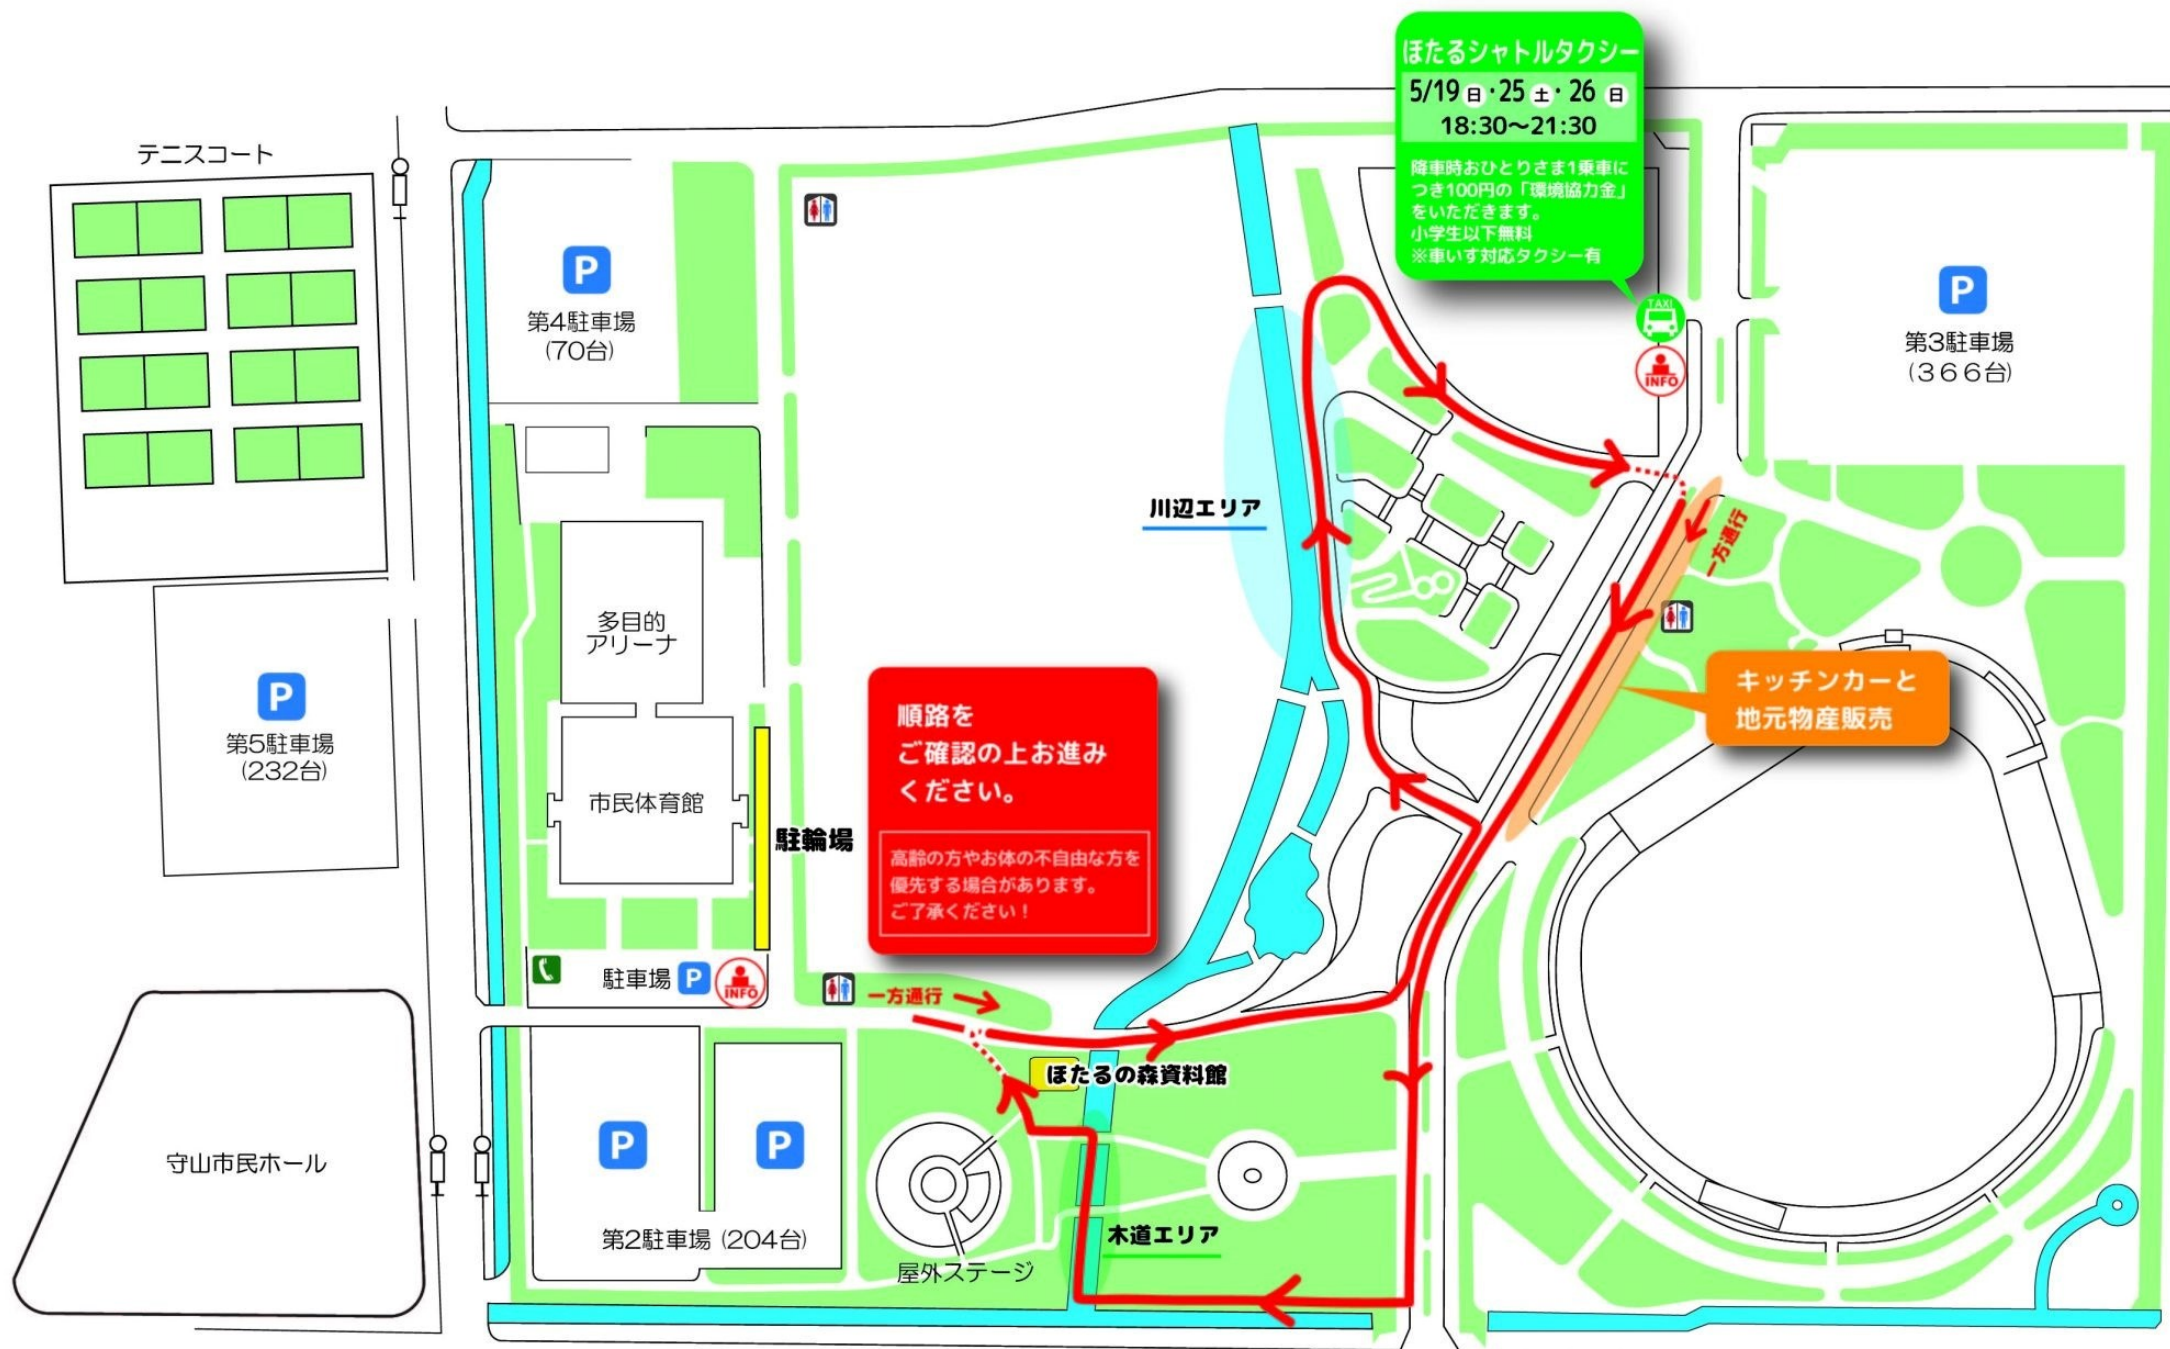 ほたるシャトルタクシー
5/19 日・25 土・26 日
18:30〜21:30
降車時おひとりさま1乗車に
つき100円の「環境協力金」
をいただきます。
小学生以下無料
※車いす対応タクシー有
TAXI
INFO
テニスコート
P
第4駐車場
(70台)
P
第3駐車場
(366台)
川辺エリア
一方通行
多目的
アリーナ
P
第5駐車場
(232台)
市民体育館
駐輪場
順路を
ご確認の上お進み
ください。
高齢の方やお体の不自由な方を
優先する場合があります。
ご了承ください！
キッチンカーと
地元物産販売
駐車場 P
INFO
一方通行
ほたるの森資料館
守山市民ホール
P
P
第2駐車場 (204台)
屋外ステージ
木道エリア